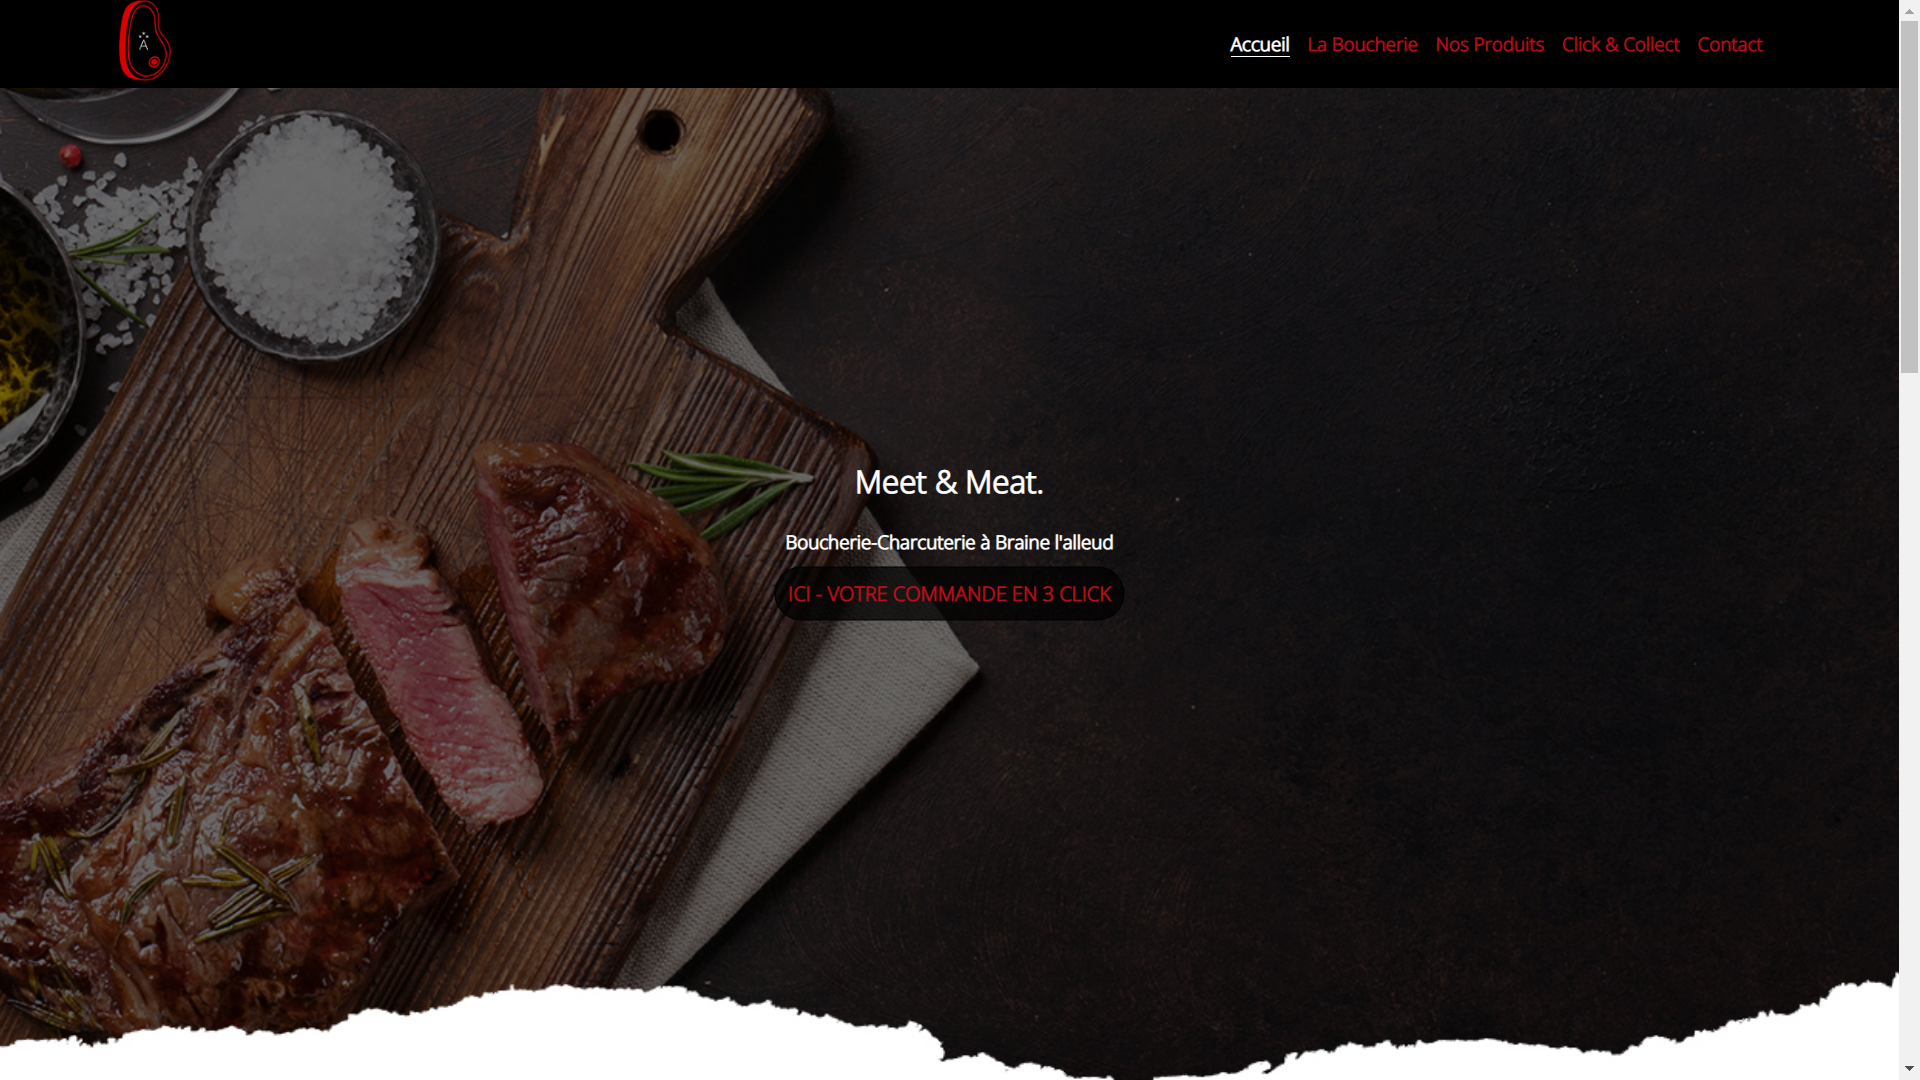 A
Accueil
La Boucherie
Nos Produits
Click & Collect
Contact
Meet & Meat.
Boucherie-Charcuterie à Braine l'alleud
ICI - VOTRE COMMANDE EN 3 CLICK